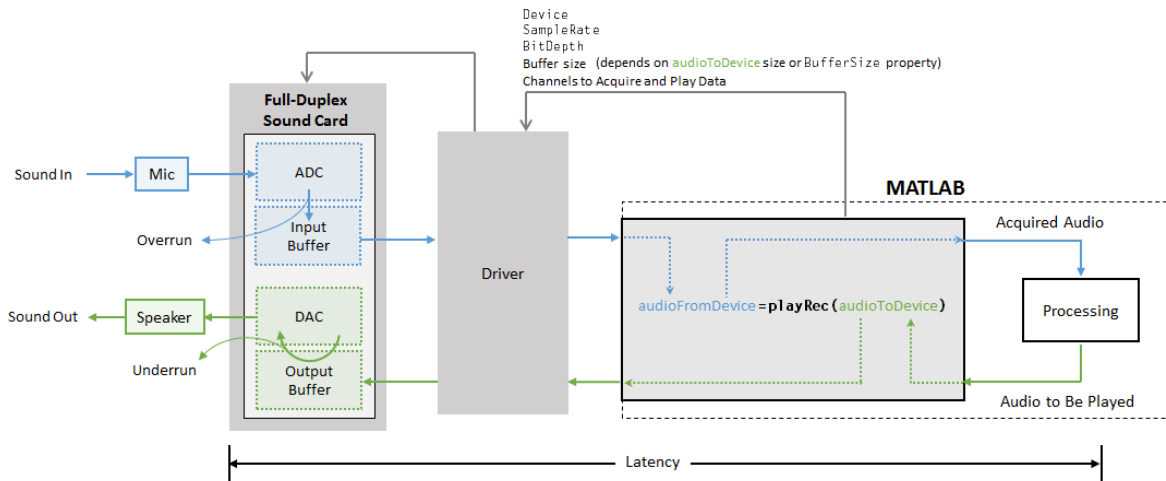 Device
SampleRate
BitDepth
Buffer size (depends on audioToDevice size or BufferSize property)
Channels to Acquire and Play Data
Full-Duplex
Sound Card
Sound In
Mic
ADC
Input
Buffer
Overrun
Sound Out
Speaker
DAC
Output
Buffer
Underrun
Driver
MATLAB
audioFromDevice=playRec(audioToDevice)
Acquired Audio
Processing
Audio to Be Played
Latency